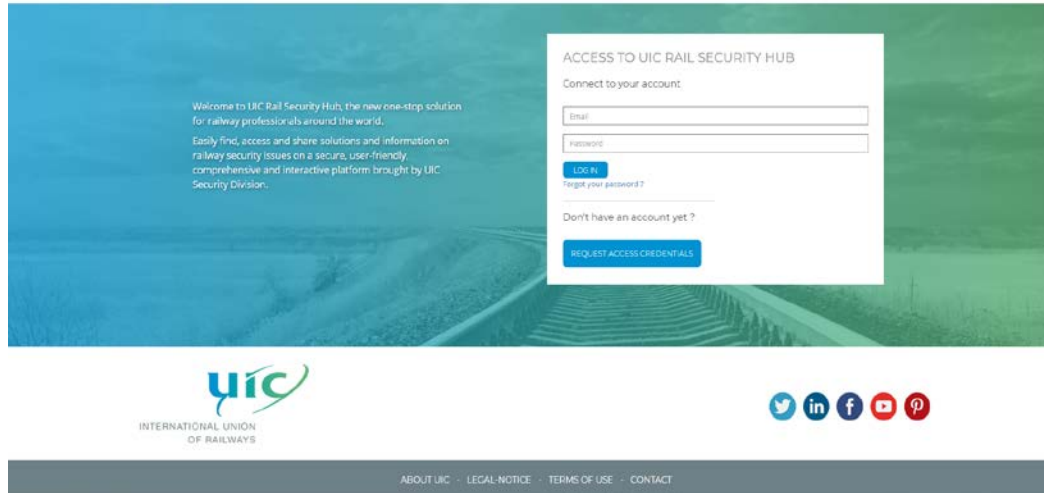 Welcome to UIC Rail Security Hub, the new one-stop solution
for railway professionals around the world.
Easily find, access and share solutions and information on
railway security issues on a secure, user-friendly,
comprehensive and interactive platform brought by UIC
Security Division.
ACCESS TO UIC RAIL SECURITY HUB
Connect to your account
Email
Password
LOG IN
Forgot your password ?
Don't have an account yet ?
REQUEST ACCESS CREDENTIALS
uic
INTERNATIONAL UNION
OF RAILWAYS
in f
ABOUT UIC - LEGAL-NOTICE - TERMS OF USE - CONTACT